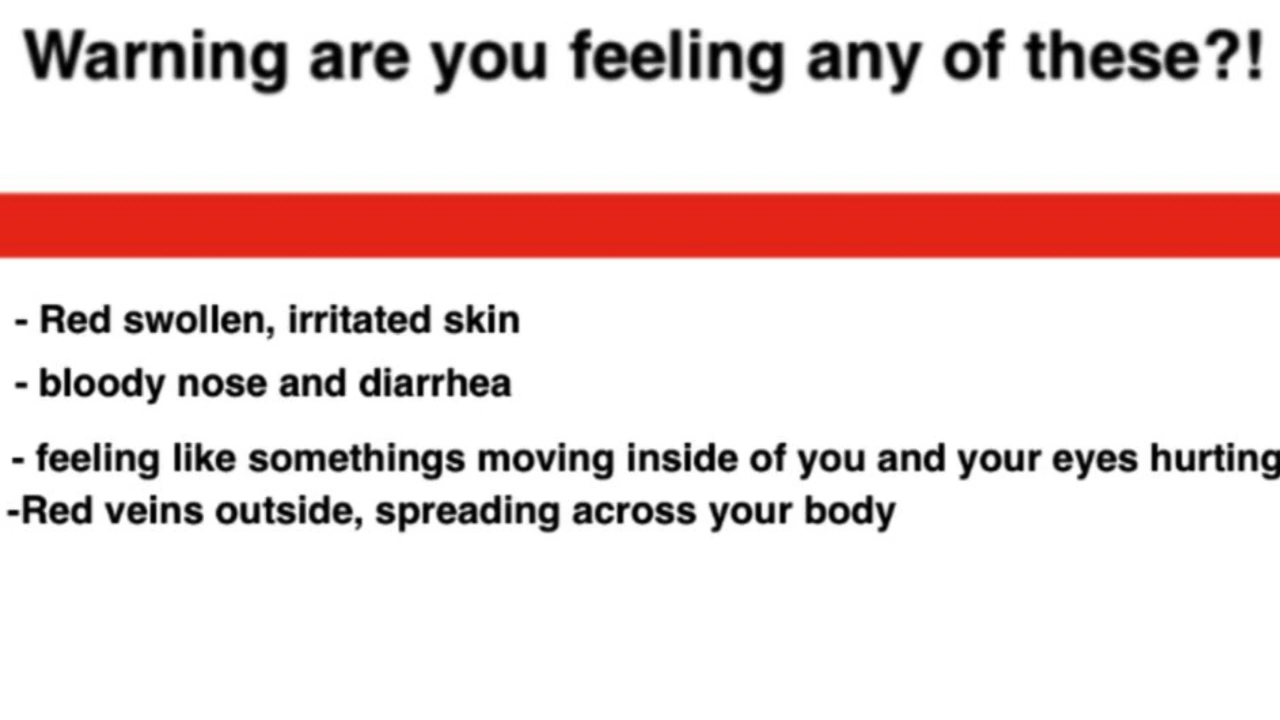 Warning are you feeling any of these?!
- Red swollen, irritated skin
- bloody nose and diarrhea
- feeling like somethings moving inside of you and your eyes hurting
-Red veins outside, spreading across your body